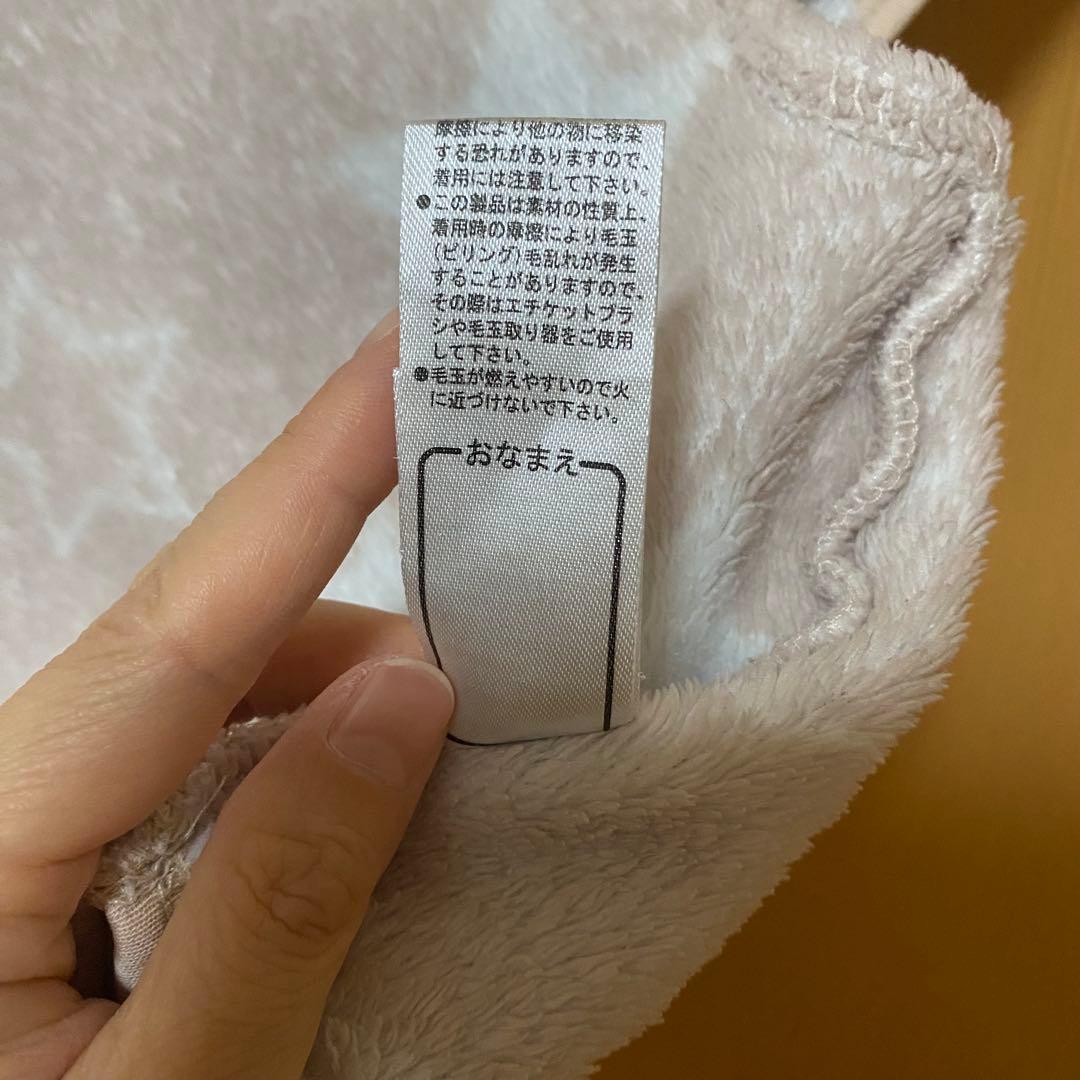 摩擦により他の物に移染
する恐れがありますので、
着用には注意して下さい。
●この製品は素材の性質上、
着用時の摩擦により毛玉
(ピリング)毛乱れが発生
することがありますので、
その際はエチケットブラ
シや毛玉取り器をご使用
して下さい。
●毛玉が燃えやすいので火
に近づけないで下さい。
おなまえ